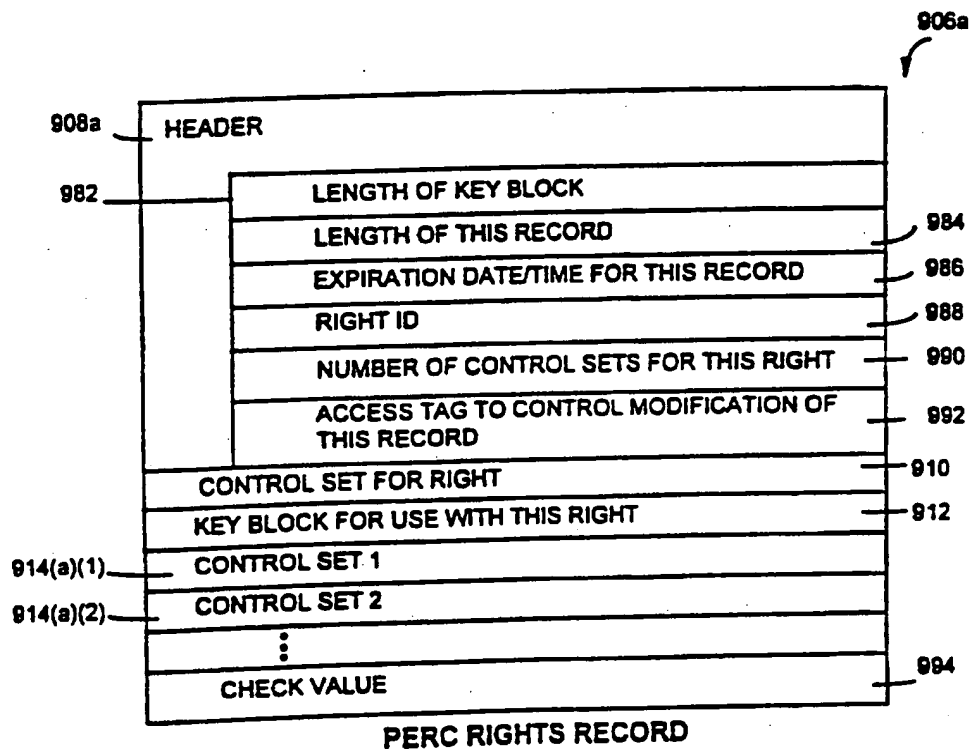 906a
908a HEADER
982 LENGTH OF KEY BLOCK
LENGTH OF THIS RECORD 984
EXPIRATION DATE/TIME FOR THIS RECORD 986
RIGHT ID 988
NUMBER OF CONTROL SETS FOR THIS RIGHT 990
ACCESS TAG TO CONTROL MODIFICATION OF 992
THIS RECORD
CONTROL SET FOR RIGHT 910
KEY BLOCK FOR USE WITH THIS RIGHT 912
914(a)(1) CONTROL SET 1
914(a)(2) CONTROL SET 2
CHECK VALUE 994
PERC RIGHTS RECORD